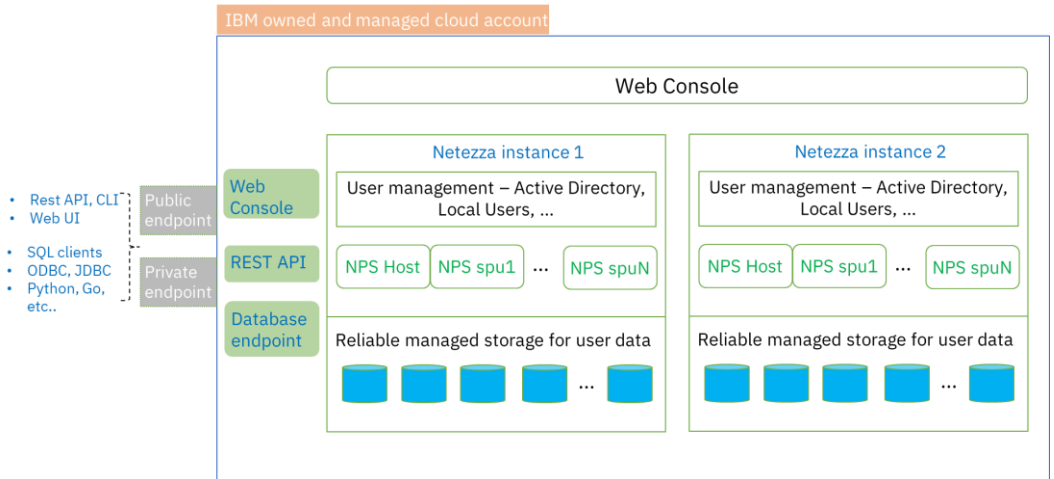 IBM owned and managed cloud account
Web Console
• Rest API, CLI
• Web UI
• SQL clients
• ODBC, JDBC
• Python, Go,
etc..
Public
endpoint
Private
endpoint
Web
Console
REST API
Database
endpoint
Netezza instance 1
User management – Active Directory,
Local Users, ...
NPS Host
NPS spu1
...
NPS spuN
Reliable managed storage for user data
...
Netezza instance 2
User management – Active Directory,
Local Users, ...
NPS Host
NPS spu1
...
NPS spuN
Reliable managed storage for user data
...